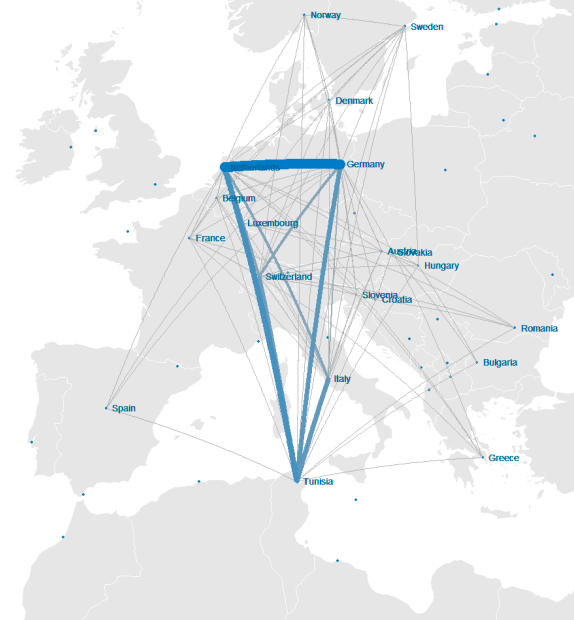 Norway
Sweden
Denmark
Germany
Netherlands
Belgium
Luxembourg
France
Austria
Slovakia
Hungary
Switzerland
Slovenia
Croatia
Romania
Bulgaria
Italy
Spain
Greece
Tunisia